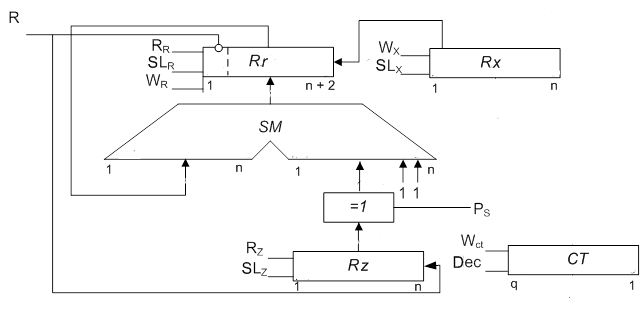 R
R_R
SL_R
W_R
Rr
1
n + 2
W_X
SL_X
Rx
1
n
SM
1
n
1
n
1 1
=1
P_S
R_Z
SL_Z
Rz
1
n
W_ct
Dec
CT
q
1